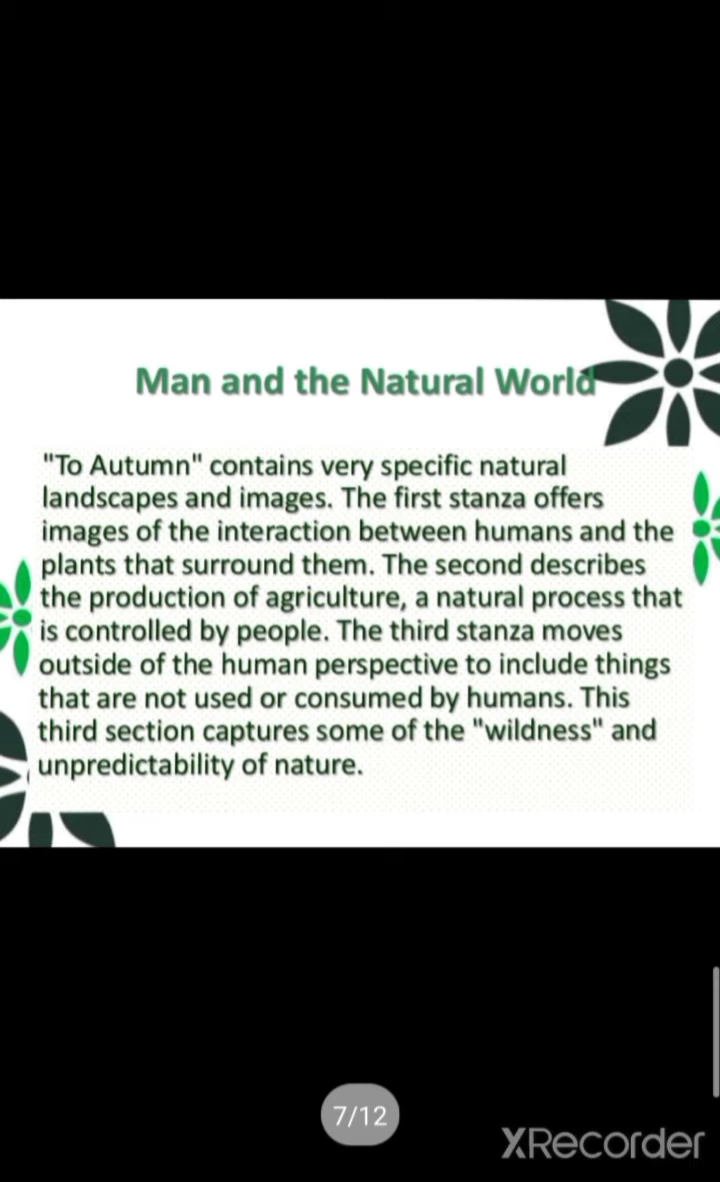 Man and the Natural World
"To Autumn" contains very specific natural
landscapes and images. The first stanza offers
images of the interaction between humans and the
plants that surround them. The second describes
the production of agriculture, a natural process that
is controlled by people. The third stanza moves
outside of the human perspective to include things
that are not used or consumed by humans. This
third section captures some of the "wildness" and
unpredictability of nature.
7/12
XRecorder